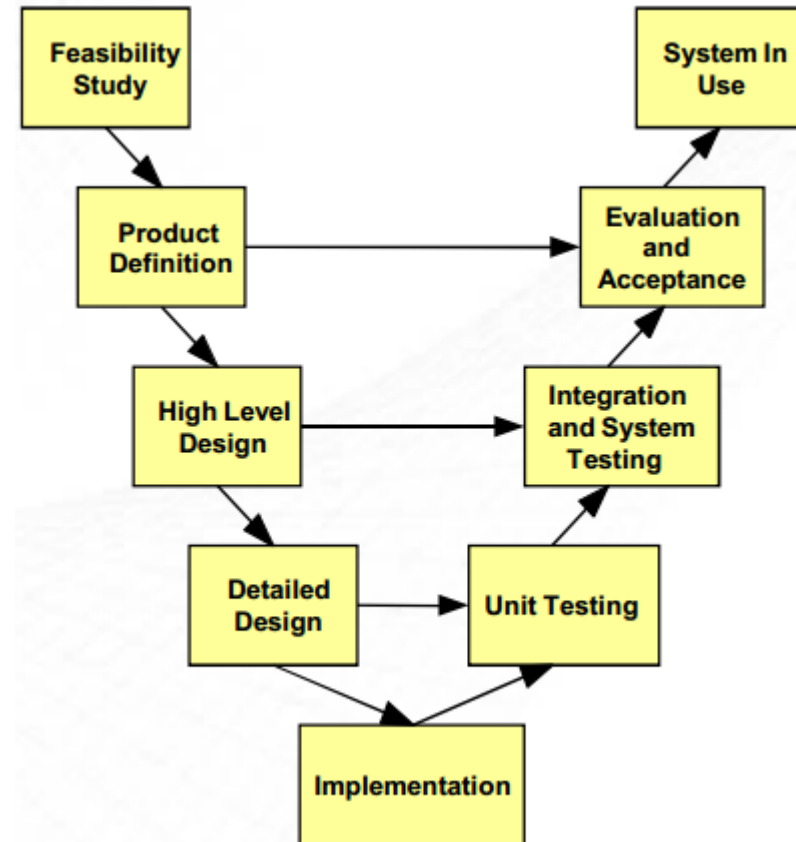 Feasibility
Study
System In
Use
Product
Definition
Evaluation
and
Acceptance
High Level
Design
Integration
and System
Testing
Detailed
Design
Unit Testing
Implementation